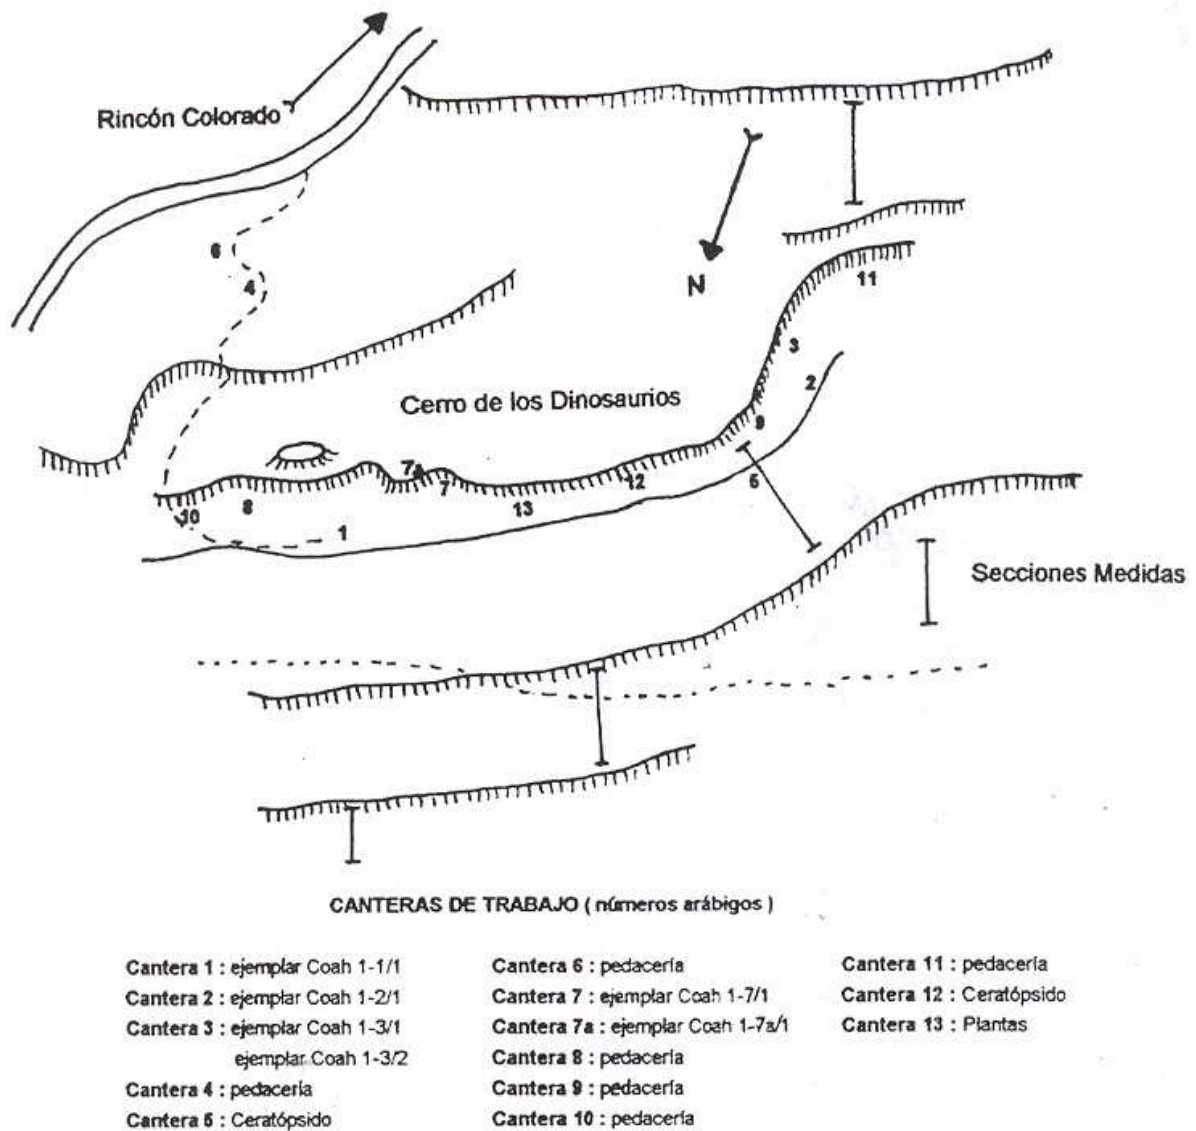 Rincón Colorado
6
4
N
11
3
2
Cerro de los Dinosaurios
9
7a
7
12
5
8
10
13
1
Secciones Medidas
CANTERAS DE TRABAJO ( números arábigos )
Cantera 1 : ejemplar Coah 1-1/1
Cantera 2 : ejemplar Coah 1-2/1
Cantera 3 : ejemplar Coah 1-3/1
ejemplar Coah 1-3/2
Cantera 4 : pedacería
Cantera 5 : Ceratópsido
Cantera 6 : pedacería
Cantera 7 : ejemplar Coah 1-7/1
Cantera 7a : ejemplar Coah 1-7a/1
Cantera 8 : pedacería
Cantera 9 : pedacería
Cantera 10 : pedacería
Cantera 11 : pedacería
Cantera 12 : Ceratópsido
Cantera 13 : Plantas